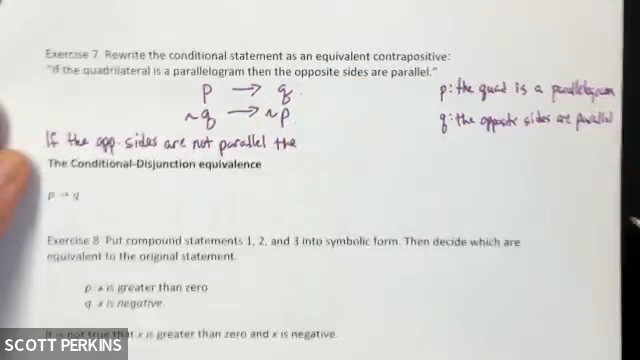 Exercise 7 Rewrite the conditional statement as an equivalent contrapositive:
"If the quadrilateral is a parallelogram then the opposite sides are parallel."
p → q
~q → ~p
p: the quad is a parallelogram
q: the opposite sides are parallel
If the opp. sides are not parallel the
The Conditional-Disjunction equivalence
p → q
Exercise 8 Put compound statements 1, 2, and 3 into symbolic form. Then decide which are
equivalent to the original statement.
p: x is greater than zero
q: x is negative.
It is not true that x is greater than zero and x is negative.
SCOTT PERKINS